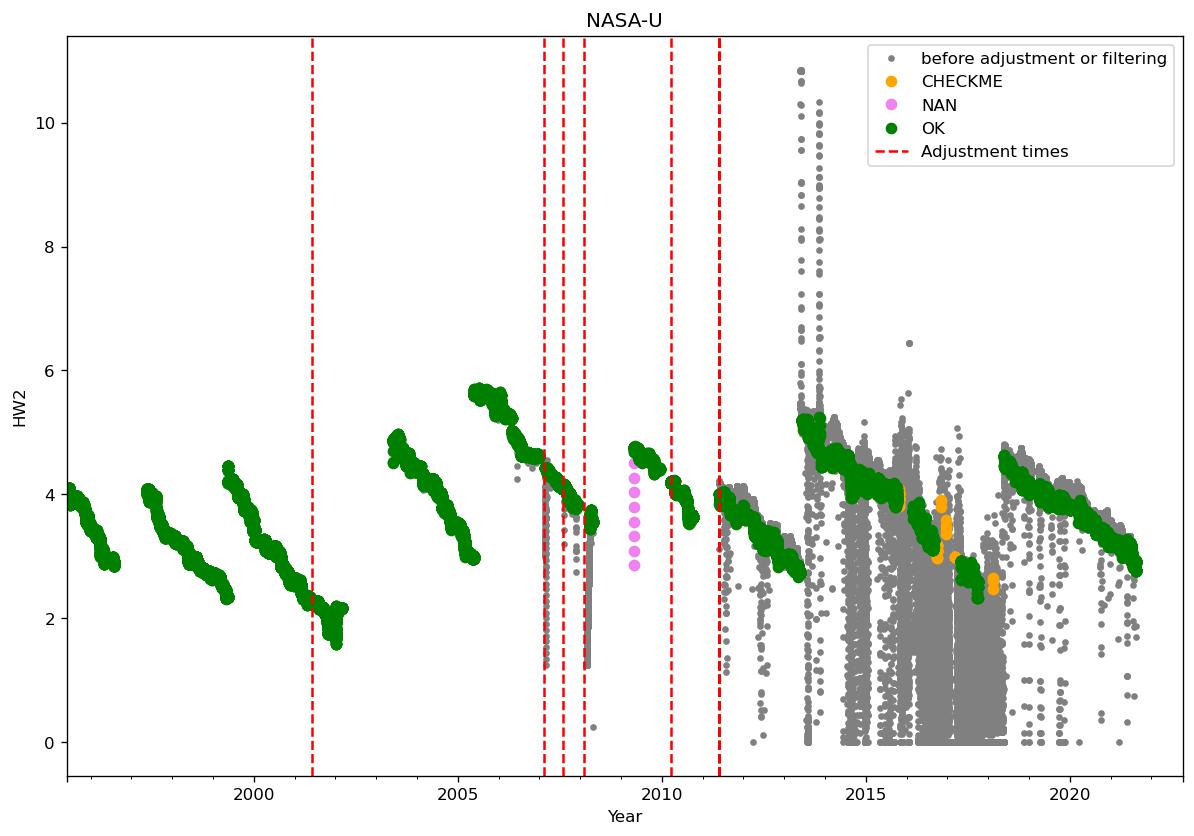 NASA-U
before adjustment or filtering
CHECKME
NAN
OK
Adjustment times
10
8
6
4
2
0
HW2
2000
2005
2010
2015
2020
Year